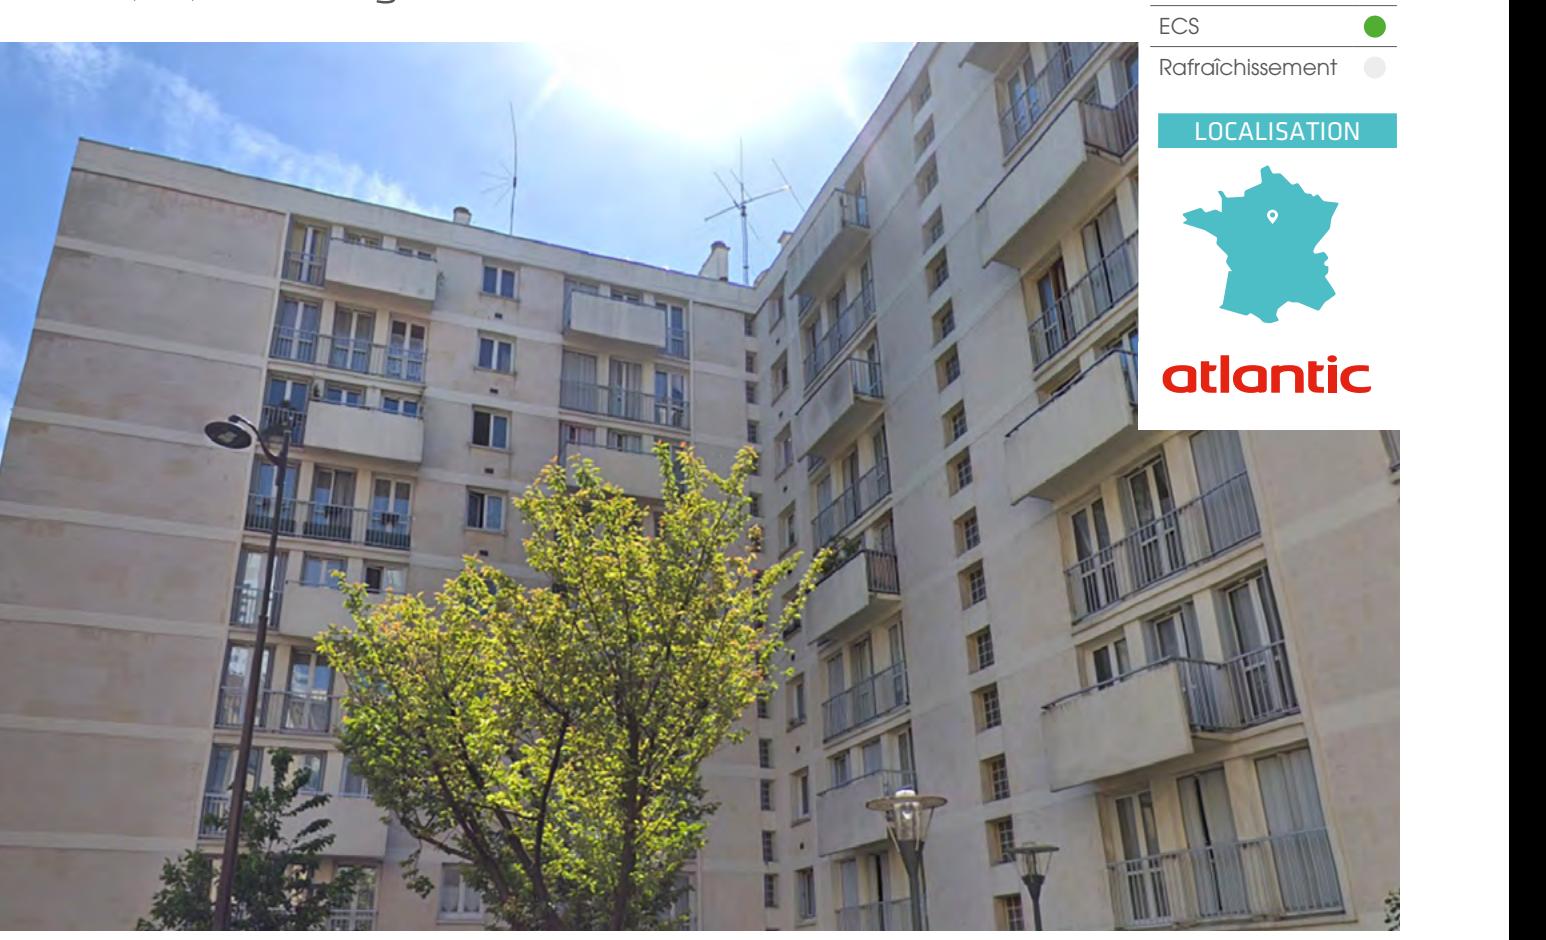 ECS
Rafraîchissement
LOCALISATION
atlantic